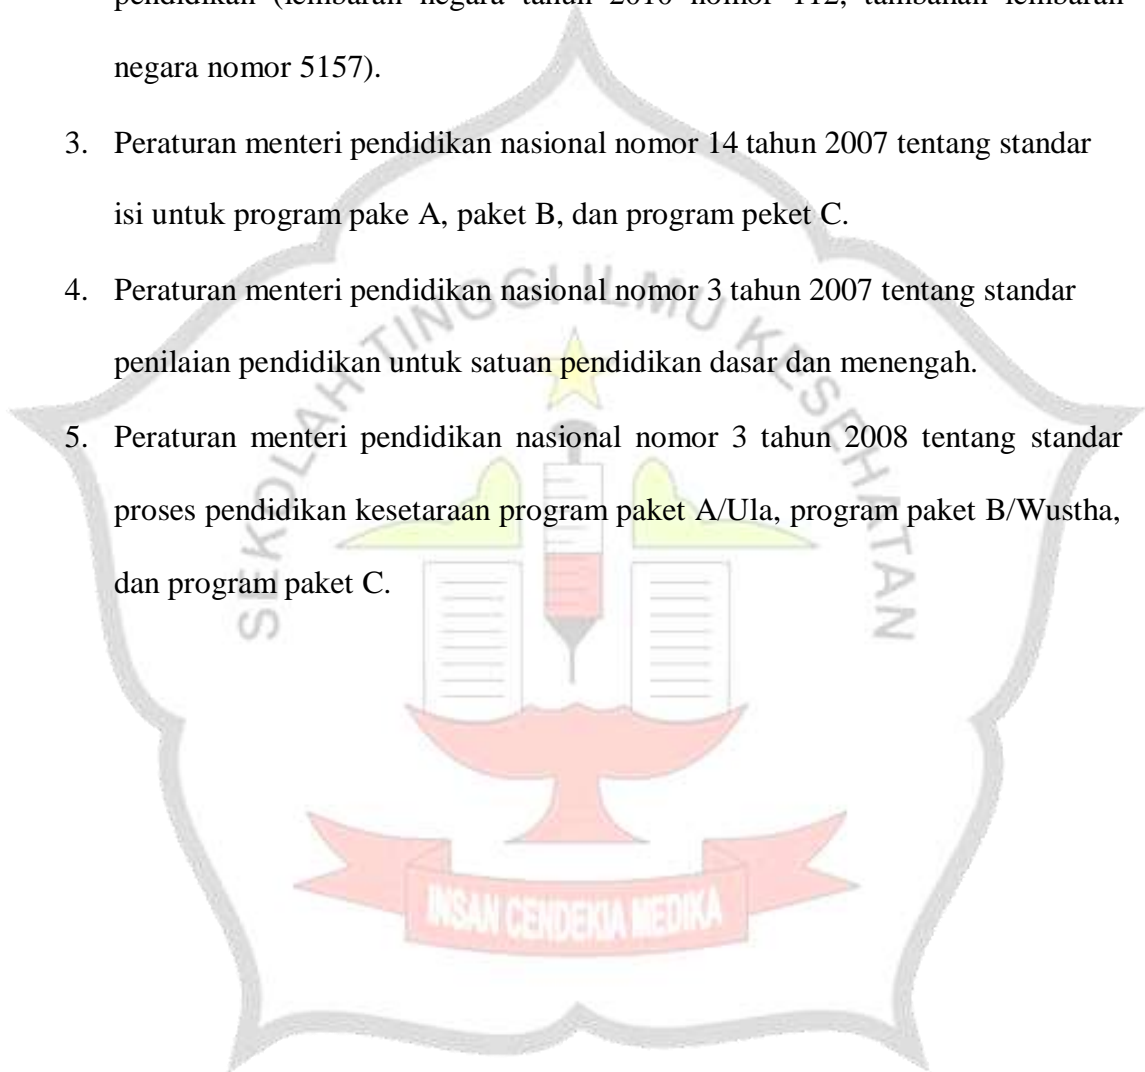 pendidikan (lembaran negara tahun 2010 nomor 112, tambahan lembaran
negara nomor 5157).
3. Peraturan menteri pendidikan nasional nomor 14 tahun 2007 tentang standar
isi untuk program pake A, paket B, dan program peket C.
4. Peraturan menteri pendidikan nasional nomor 3 tahun 2007 tentang standar
penilaian pendidikan untuk satuan pendidikan dasar dan menengah.
5. Peraturan menteri pendidikan nasional nomor 3 tahun 2008 tentang standar
proses pendidikan kesetaraan program paket A/Ula, program paket B/Wustha,
dan program paket C.
SEKOLAH TINGGI ILMU KESEHATAN
INSAN CENDEKIA MEDIKA